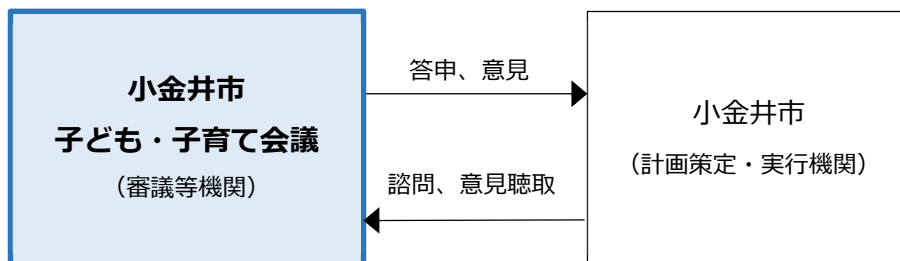 小金井市
子ども・子育て会議
（審議等機関）
答申、意見
諮問、意見聴取
小金井市
（計画策定・実行機関）